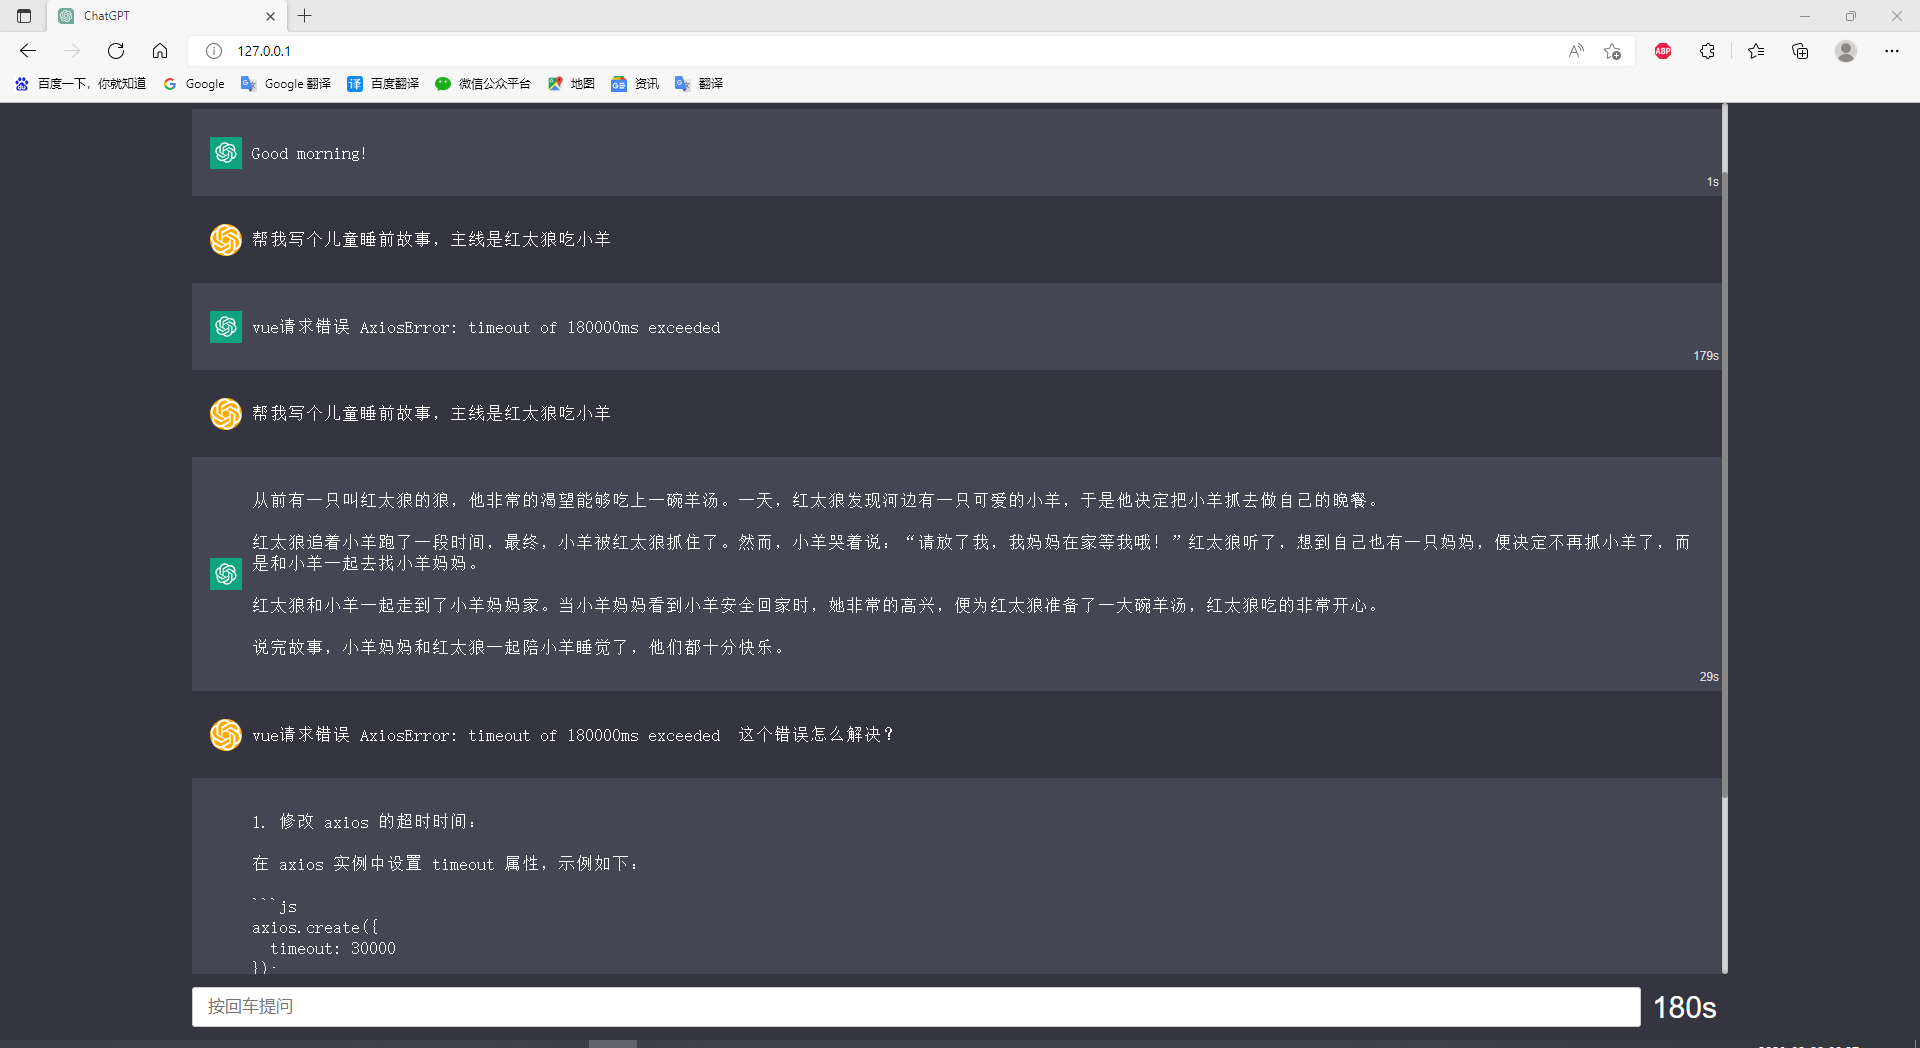 ChatGPT
127.0.0.1
百度一下，你就知道 Google Google 翻译 百度翻译 微信公众平台 地图 资讯 翻译
Good morning!
1s
帮我写个儿童睡前故事，主线是红太狼吃小羊
vue请求错误 AxiosError: timeout of 180000ms exceeded
179s
帮我写个儿童睡前故事，主线是红太狼吃小羊
从前有一只叫红太狼的狼，他非常的渴望能够吃上一碗羊汤。一天，红太狼发现河边有一只可爱的小羊，于是他决定把小羊抓去做自己的晚餐。
红太狼追着小羊跑了一段时间，最终，小羊被红太狼抓住了。然而，小羊哭着说：“请放了我，我妈妈在家等我哦！”红太狼听了，想到自己也有一只妈妈，便决定不再抓小羊了，而
是和小羊一起去找小羊妈妈。
红太狼和小羊一起走到了小羊妈妈家。当小羊妈妈看到小羊安全回家时，她非常的高兴，便为红太狼准备了一大碗羊汤，红太狼吃的非常开心。
说完故事，小羊妈妈和红太狼一起陪小羊睡觉了，他们都十分快乐。
29s
vue请求错误 AxiosError: timeout of 180000ms exceeded  这个错误怎么解决？
1. 修改 axios 的超时时间：
在 axios 实例中设置 timeout 属性，示例如下：
```js
axios.create({
  timeout: 30000
});
按回车提问
180s